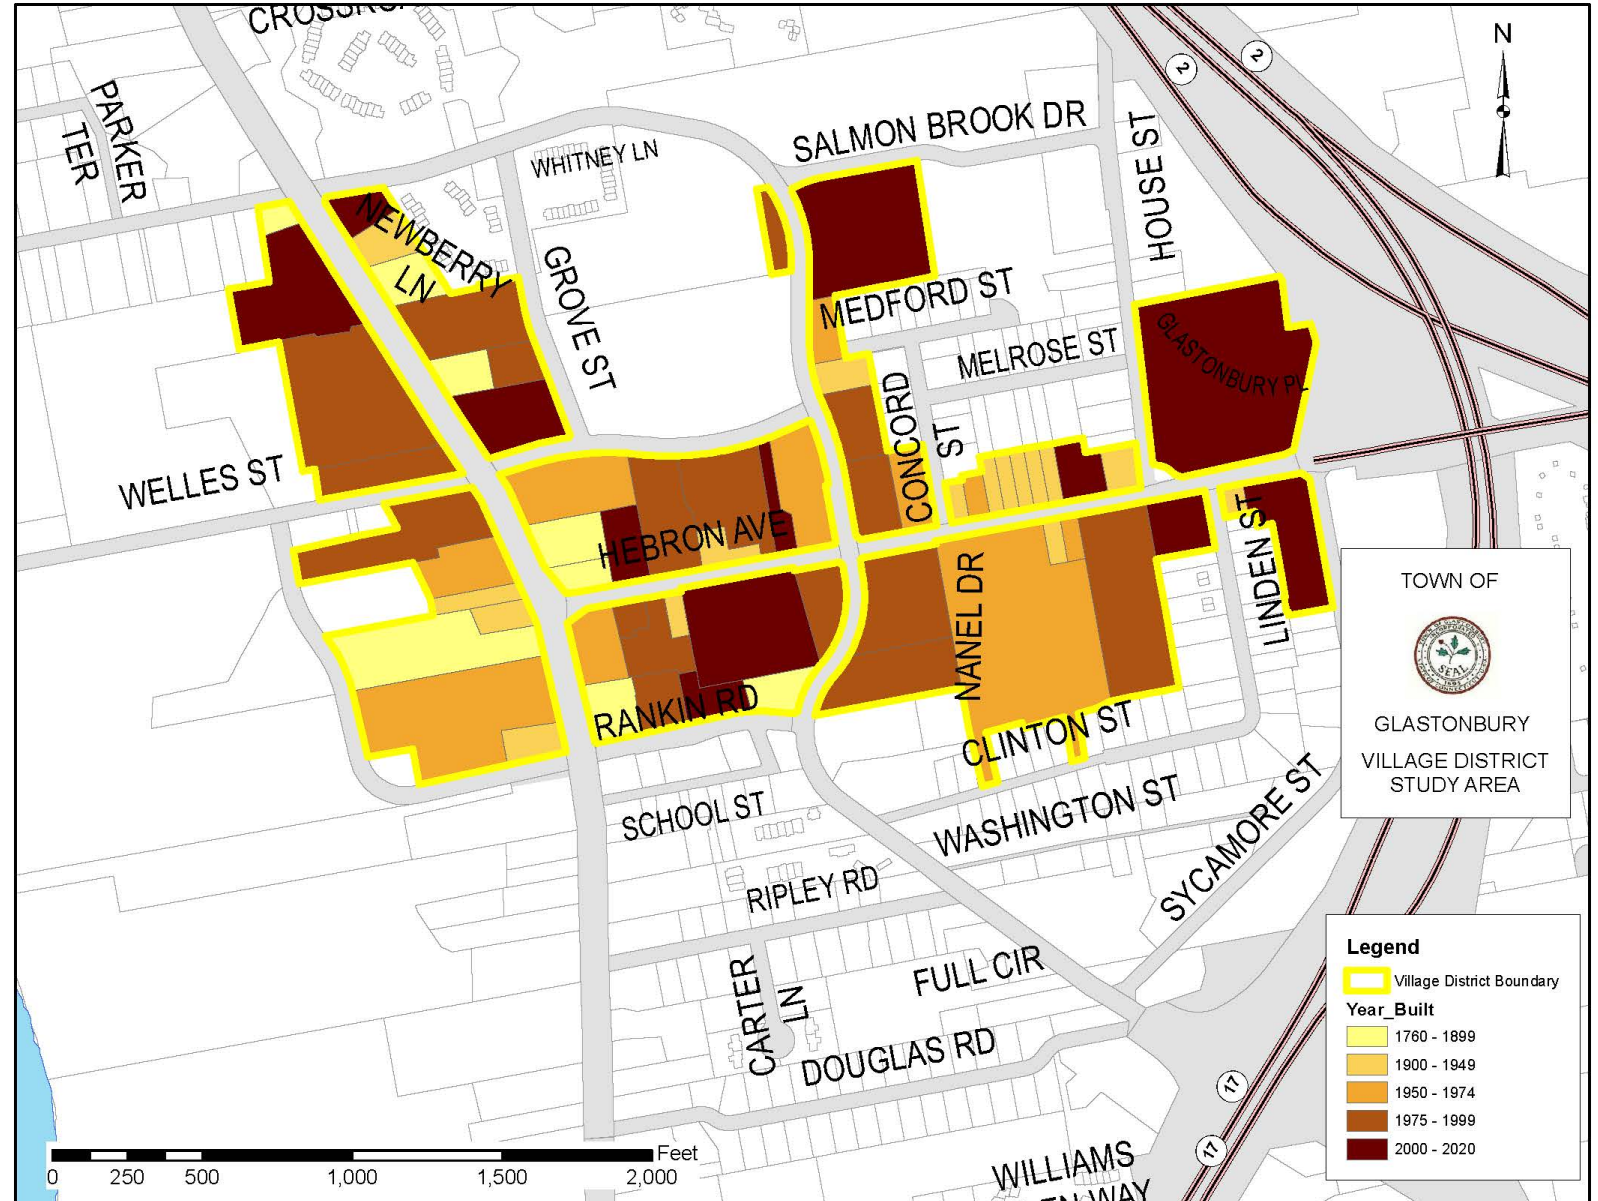 N
2
2
PARKER
TER
WHITNEY LN
SALMON BROOK DR
HOUSE ST
NEWBERRY
LN
GROVE ST
MEDFORD ST
MELROSE ST
GLASTONBURY PL
CONCORD
ST
WELLES ST
HEBRON AVE
LINDEN ST
NANEL DR
RANKIN RD
CLINTON ST
SCHOOL ST
WASHINGTON ST
SYCAMORE ST
RIPLEY RD
CARTER
LN
FULL CIR
DOUGLAS RD
WILLIAMS
WAY
17
17
TOWN OF
SEAL
GLASTONBURY
VILLAGE DISTRICT
STUDY AREA
Legend
Village District Boundary
Year_Built
1760 - 1899
1900 - 1949
1950 - 1974
1975 - 1999
2000 - 2020
Feet
0 250 500 1,000 1,500 2,000